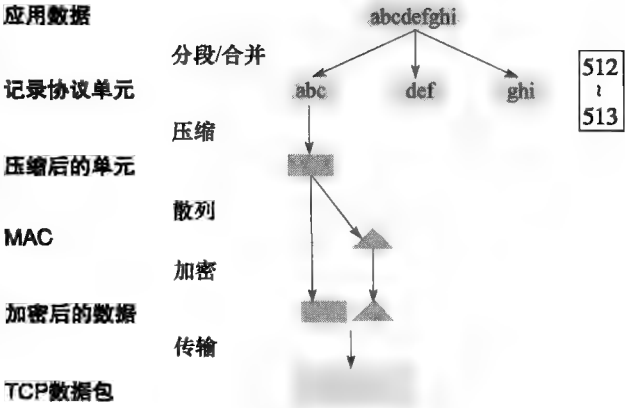 应用数据
abcdefghi
分段/合并
记录协议单元
abc
def
ghi
512
~
513
压缩
压缩后的单元
散列
MAC
加密
加密后的数据
传输
TCP数据包